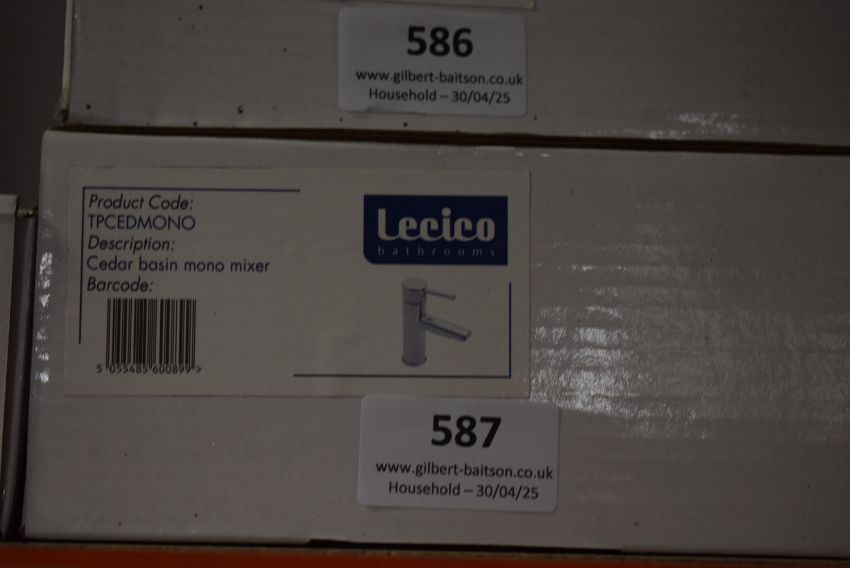 586
www.gilbert-baitson.co.uk
Household – 30/04/25
Product Code:
TPCEDMONO
Description:
Cedar basin mono mixer
Barcode:
5 055485 600899 >
Lecico
bathrooms
587
www.gilbert-baitson.co.uk
Household – 30/04/25